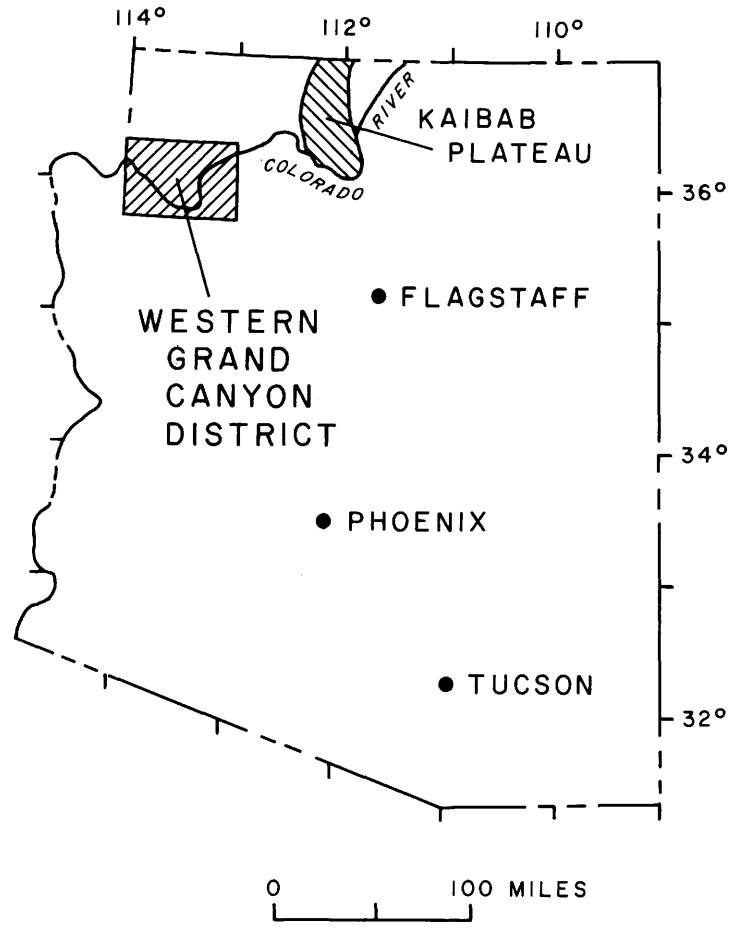 114° 112° 110°
KAIBAB
PLATEAU
RIVER
COLORADO
36°
FLAGSTAFF
WESTERN
GRAND
CANYON
DISTRICT
34°
PHOENIX
TUCSON
32°
0 100 MILES